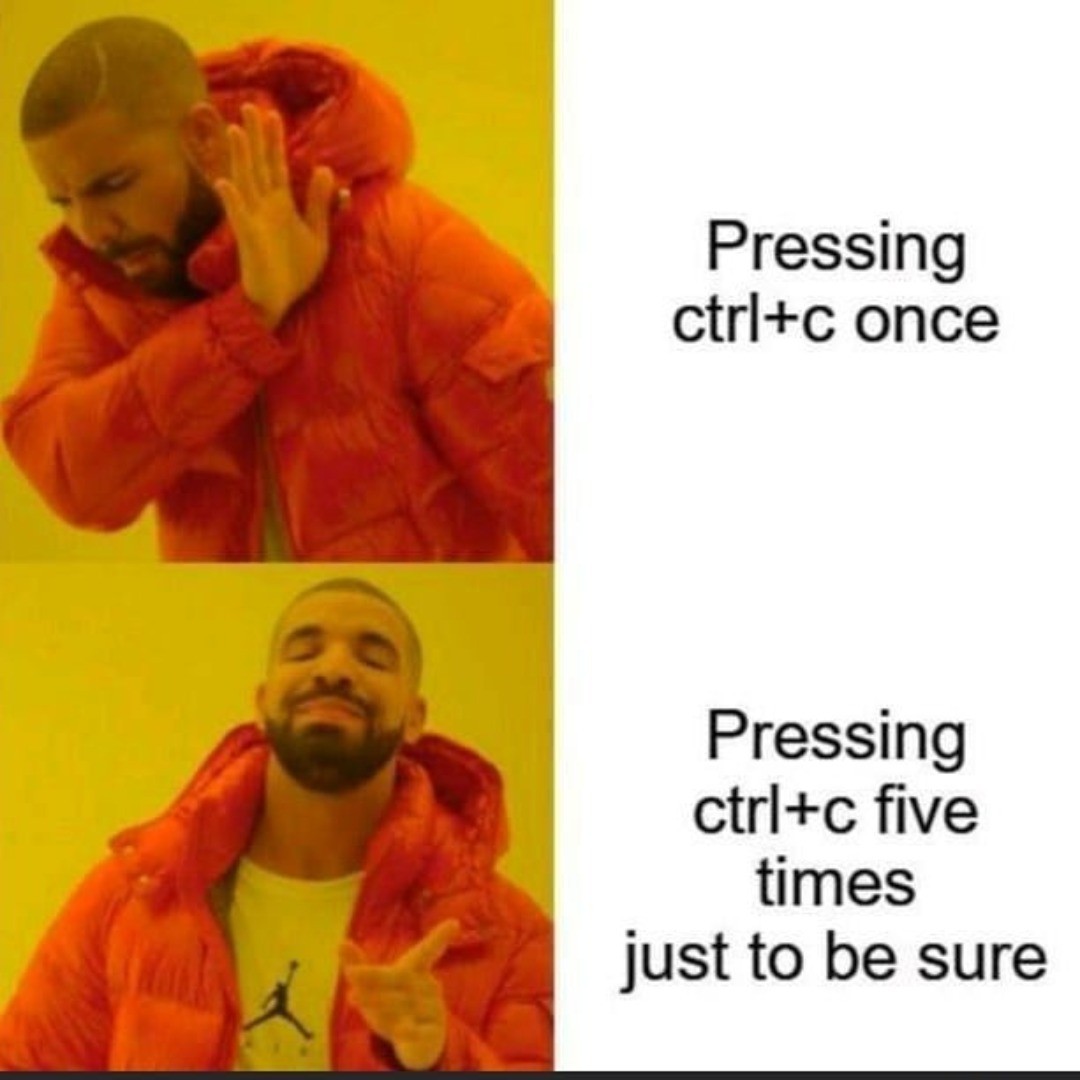 Pressing
ctrl+c once
Pressing
ctrl+c five
times
just to be sure